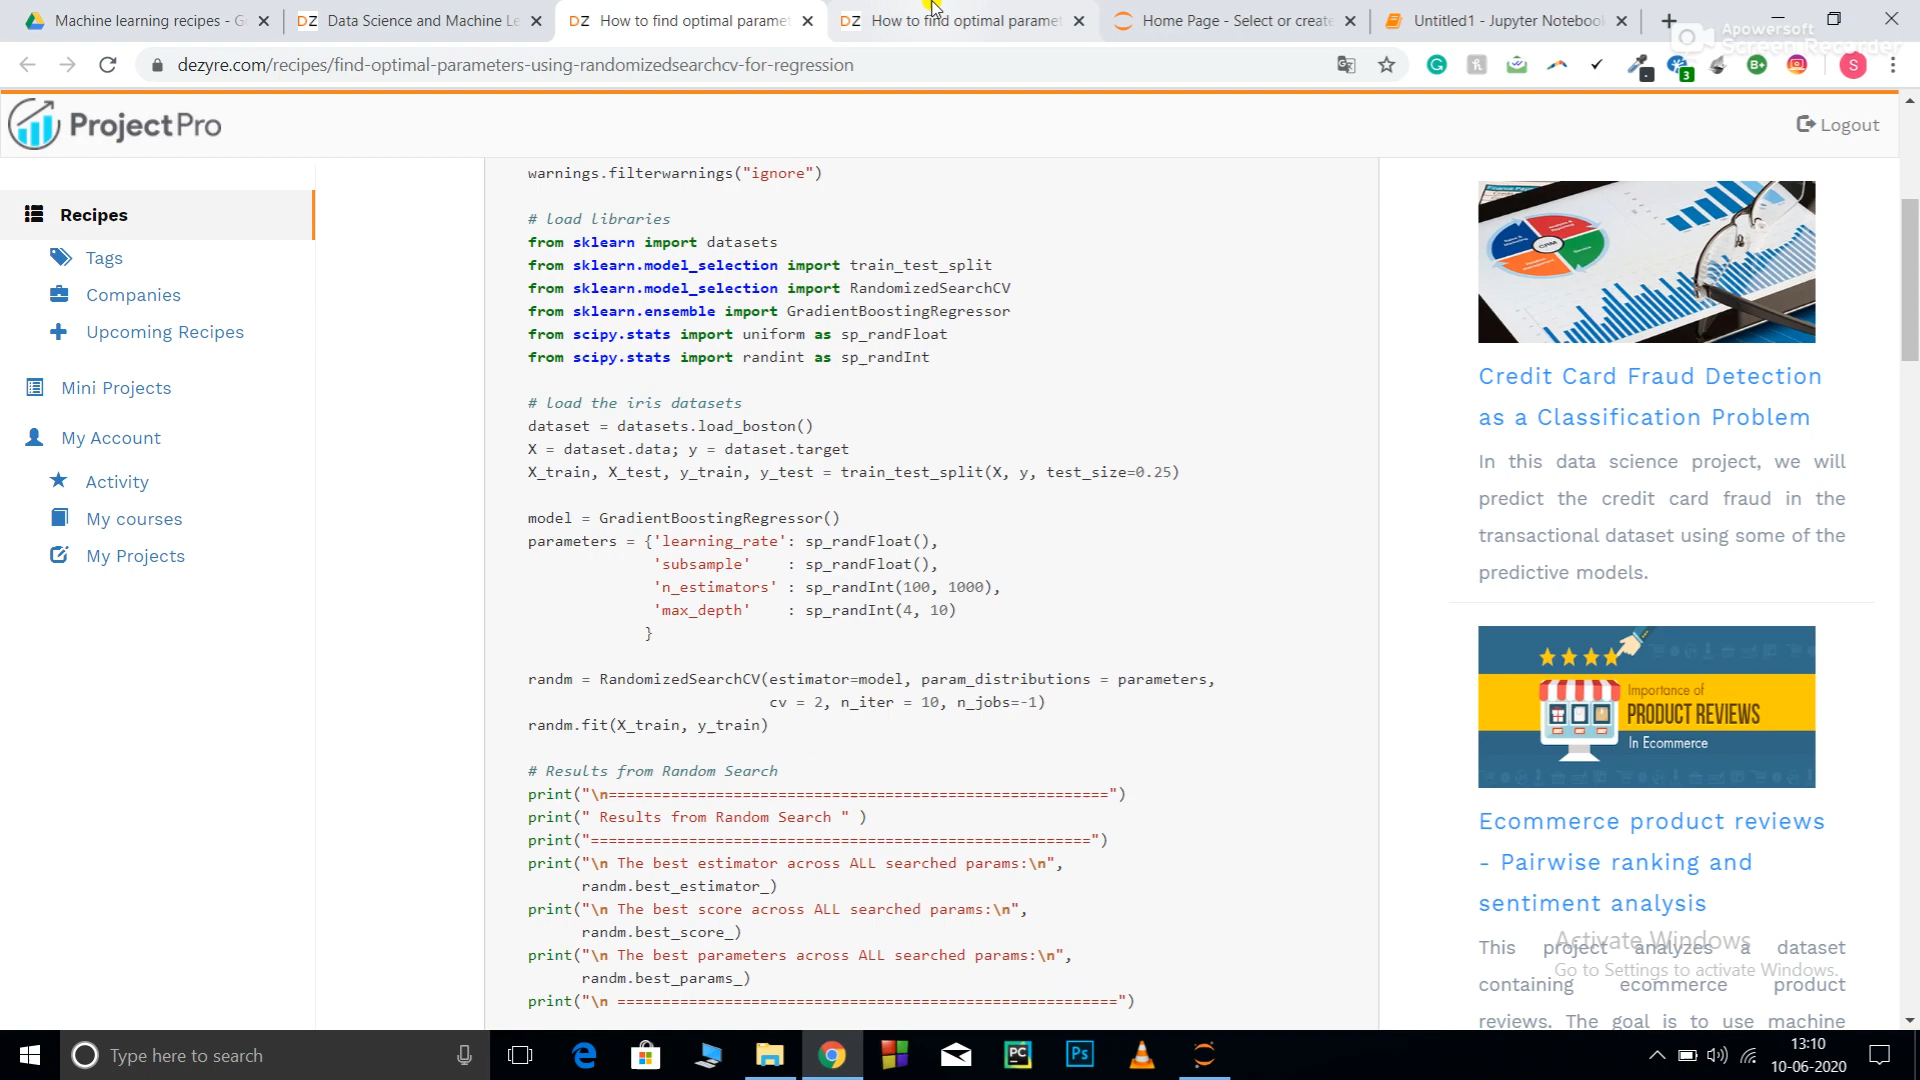 Machine learning recipes - G
Data Science and Machine Le
How to find optimal paramet
How to find optimal paramet
Home Page - Select or create
Untitled1 - Jupyter Notebook
Apowersoft
Screen Recorder
dezyre.com/recipes/find-optimal-parameters-using-randomizedsearchcv-for-regression
ProjectPro
Logout
Recipes
Tags
Companies
Upcoming Recipes
Mini Projects
My Account
Activity
My courses
My Projects
warnings.filterwarnings("ignore")
# load libraries
from sklearn import datasets
from sklearn.model_selection import train_test_split
from sklearn.model_selection import RandomizedSearchCV
from sklearn.ensemble import GradientBoostingRegressor
from scipy.stats import uniform as sp_randFloat
from scipy.stats import randint as sp_randInt
# load the iris datasets
dataset = datasets.load_boston()
X = dataset.data; y = dataset.target
X_train, X_test, y_train, y_test = train_test_split(X, y, test_size=0.25)
model = GradientBoostingRegressor()
parameters = {'learning_rate': sp_randFloat(),
'subsample'    : sp_randFloat(),
'n_estimators' : sp_randInt(100, 1000),
'max_depth'    : sp_randInt(4, 10)
}
randm = RandomizedSearchCV(estimator=model, param_distributions = parameters,
cv = 2, n_iter = 10, n_jobs=-1)
randm.fit(X_train, y_train)
# Results from Random Search
print("\n========================================================")
print(" Results from Random Search " )
print("========================================================")
print("\n The best estimator across ALL searched params:\n",
randm.best_estimator_)
print("\n The best score across ALL searched params:\n",
randm.best_score_)
print("\n The best parameters across ALL searched params:\n",
randm.best_params_)
print("\n ========================================================")
CRM
Credit Card Fraud Detection
as a Classification Problem
In this data science project, we will
predict the credit card fraud in the
transactional dataset using some of the
predictive models.
Importance of
PRODUCT REVIEWS
In Ecommerce
Ecommerce product reviews
- Pairwise ranking and
sentiment analysis
This project analyzes a dataset
containing ecommerce product
reviews. The goal is to use machine
Activate Windows
Go to Settings to activate Windows.
Type here to search
13:10
10-06-2020